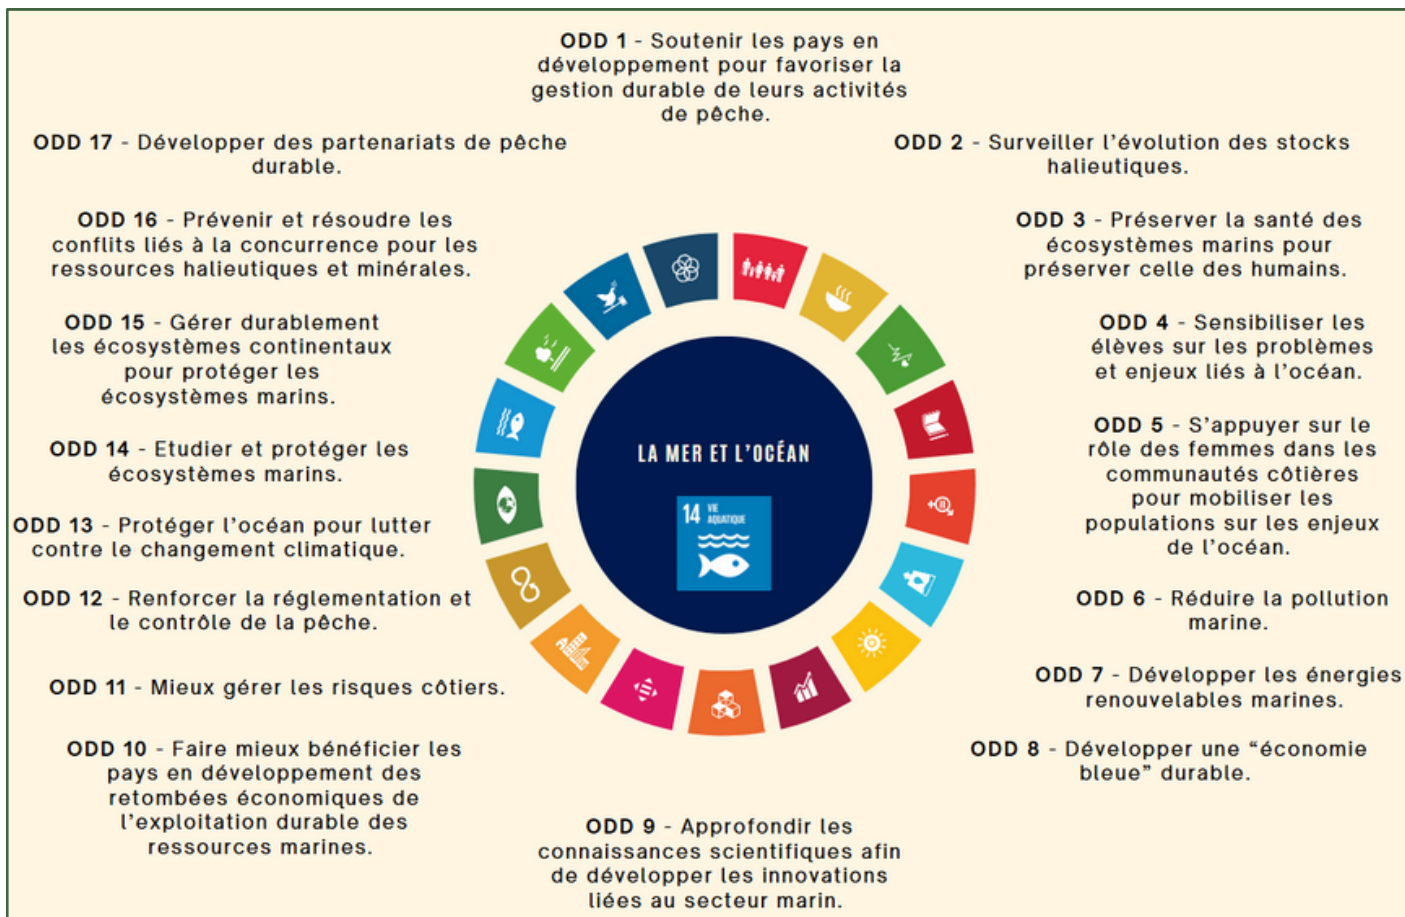 ODD 1 - Soutenir les pays en
développement pour favoriser la
gestion durable de leurs activités
de pêche.
ODD 2 - Surveiller l'évolution des stocks
halieutiques.
ODD 3 - Préserver la santé des
écosystèmes marins pour
préserver celle des humains.
ODD 4 - Sensibiliser les
élèves sur les problèmes
et enjeux liés à l'océan.
ODD 5 - S'appuyer sur le
rôle des femmes dans les
communautés côtières
pour mobiliser les
populations sur les enjeux
de l'océan.
ODD 6 - Réduire la pollution
marine.
ODD 7 - Développer les énergies
renouvelables marines.
ODD 8 - Développer une “économie
bleue” durable.
ODD 9 - Approfondir les
connaissances scientifiques afin
de développer les innovations
liées au secteur marin.
ODD 10 - Faire mieux bénéficier les
pays en développement des
retombées économiques de
l'exploitation durable des
ressources marines.
ODD 11 - Mieux gérer les risques côtiers.
ODD 12 - Renforcer la réglementation et
le contrôle de la pêche.
ODD 13 - Protéger l'océan pour lutter
contre le changement climatique.
ODD 14 - Etudier et protéger les
écosystèmes marins.
ODD 15 - Gérer durablement
les écosystèmes continentaux
pour protéger les
écosystèmes marins.
ODD 16 - Prévenir et résoudre les
conflits liés à la concurrence pour les
ressources halieutiques et minérales.
ODD 17 - Développer des partenariats de pêche
durable.
LA MER ET L'OCÉAN
14 VIE
AQUATIQUE